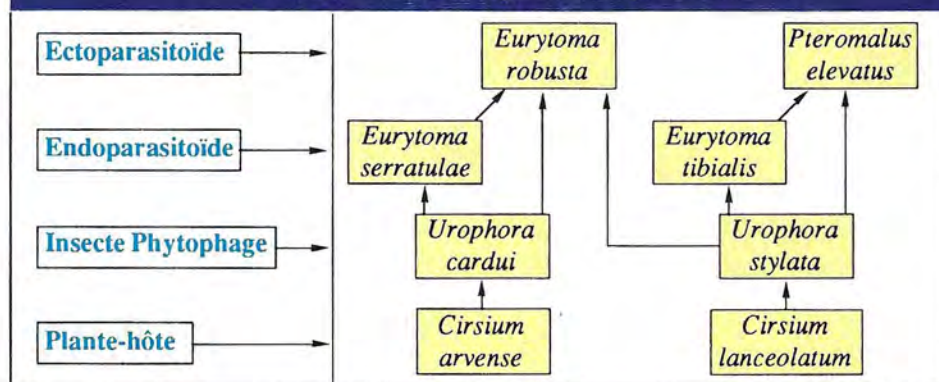 Ectoparasitoïde
Eurytoma
robusta
Pteromalus
elevatus
Endoparasitoïde
Eurytoma
serratulae
Eurytoma
tibialis
Insecte Phytophage
Urophora
cardui
Urophora
stylata
Plante-hôte
Cirsium
arvense
Cirsium
lanceolatum